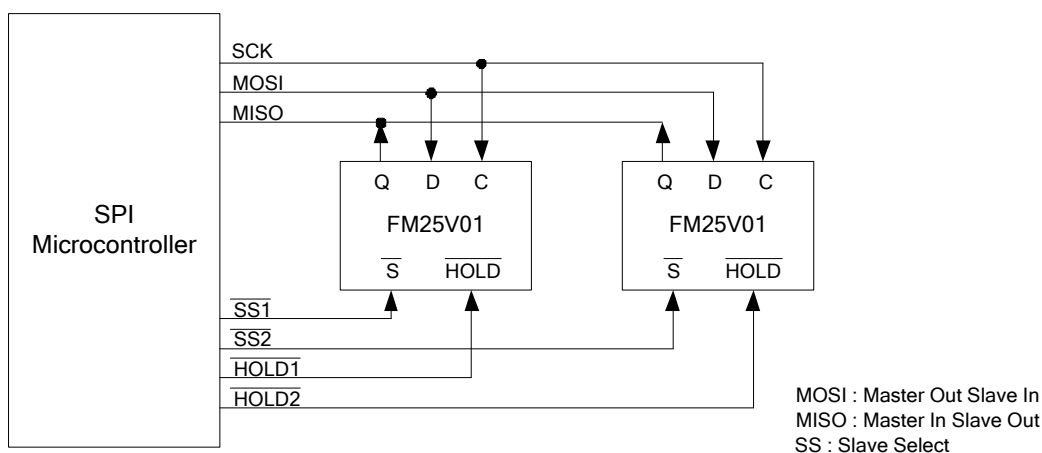 SCK
MOSI
MISO
Q D C
Q D C
SPI
Microcontroller
FM25V01
FM25V01
S HOLD
S HOLD
SS1
SS2
HOLD1
HOLD2
MOSI : Master Out Slave In
MISO : Master In Slave Out
SS : Slave Select